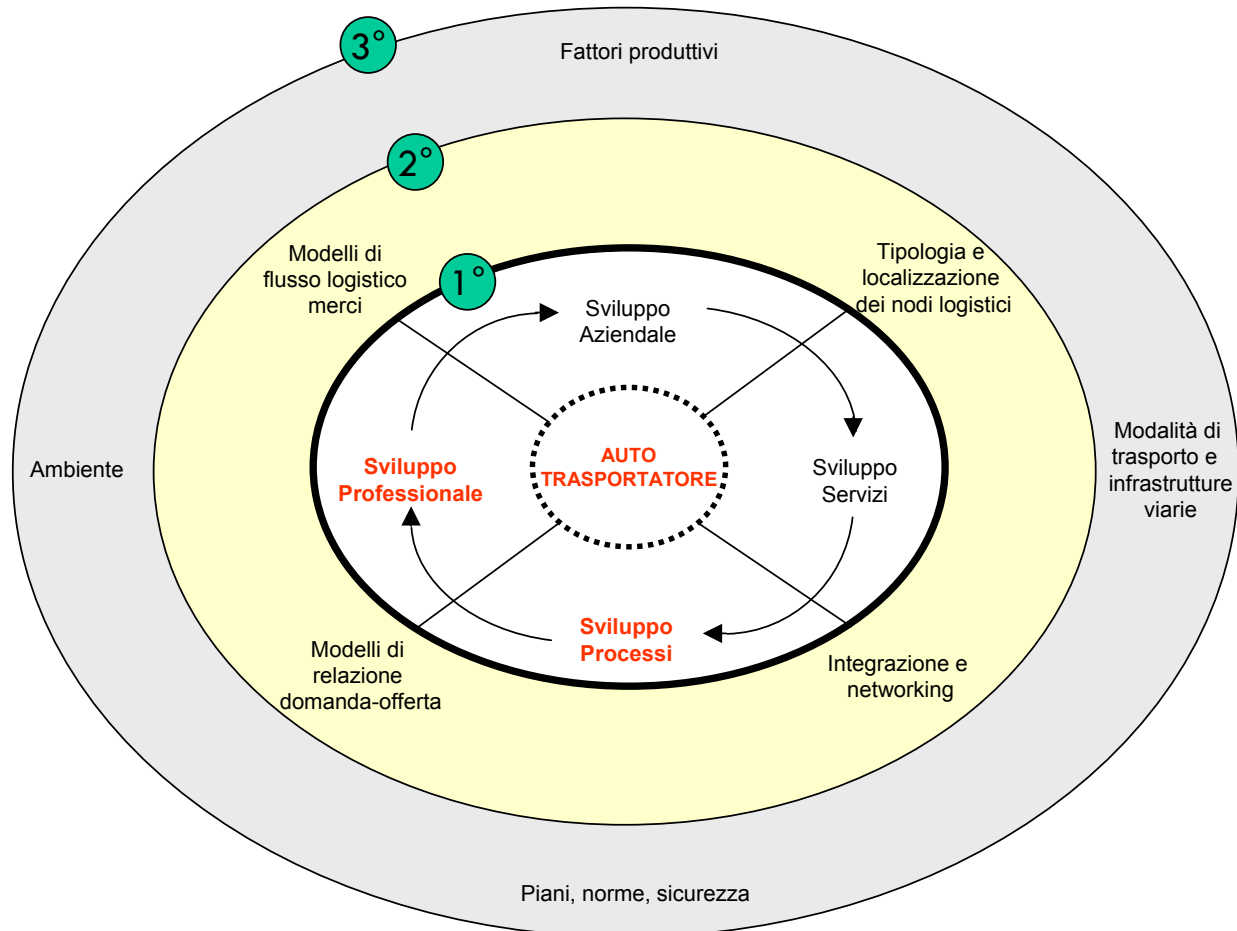 3°
Fattori produttivi
2°
Modelli di
flusso logistico
merci
Tipologia e
localizzazione
dei nodi logistici
1°
Sviluppo
Aziendale
Ambiente
Sviluppo
Professionale
AUTO
TRASPORTATORE
Sviluppo
Servizi
Modalità di
trasporto e
infrastrutture
viarie
Sviluppo
Processi
Modelli di
relazione
domanda-offerta
Integrazione e
networking
Piani, norme, sicurezza